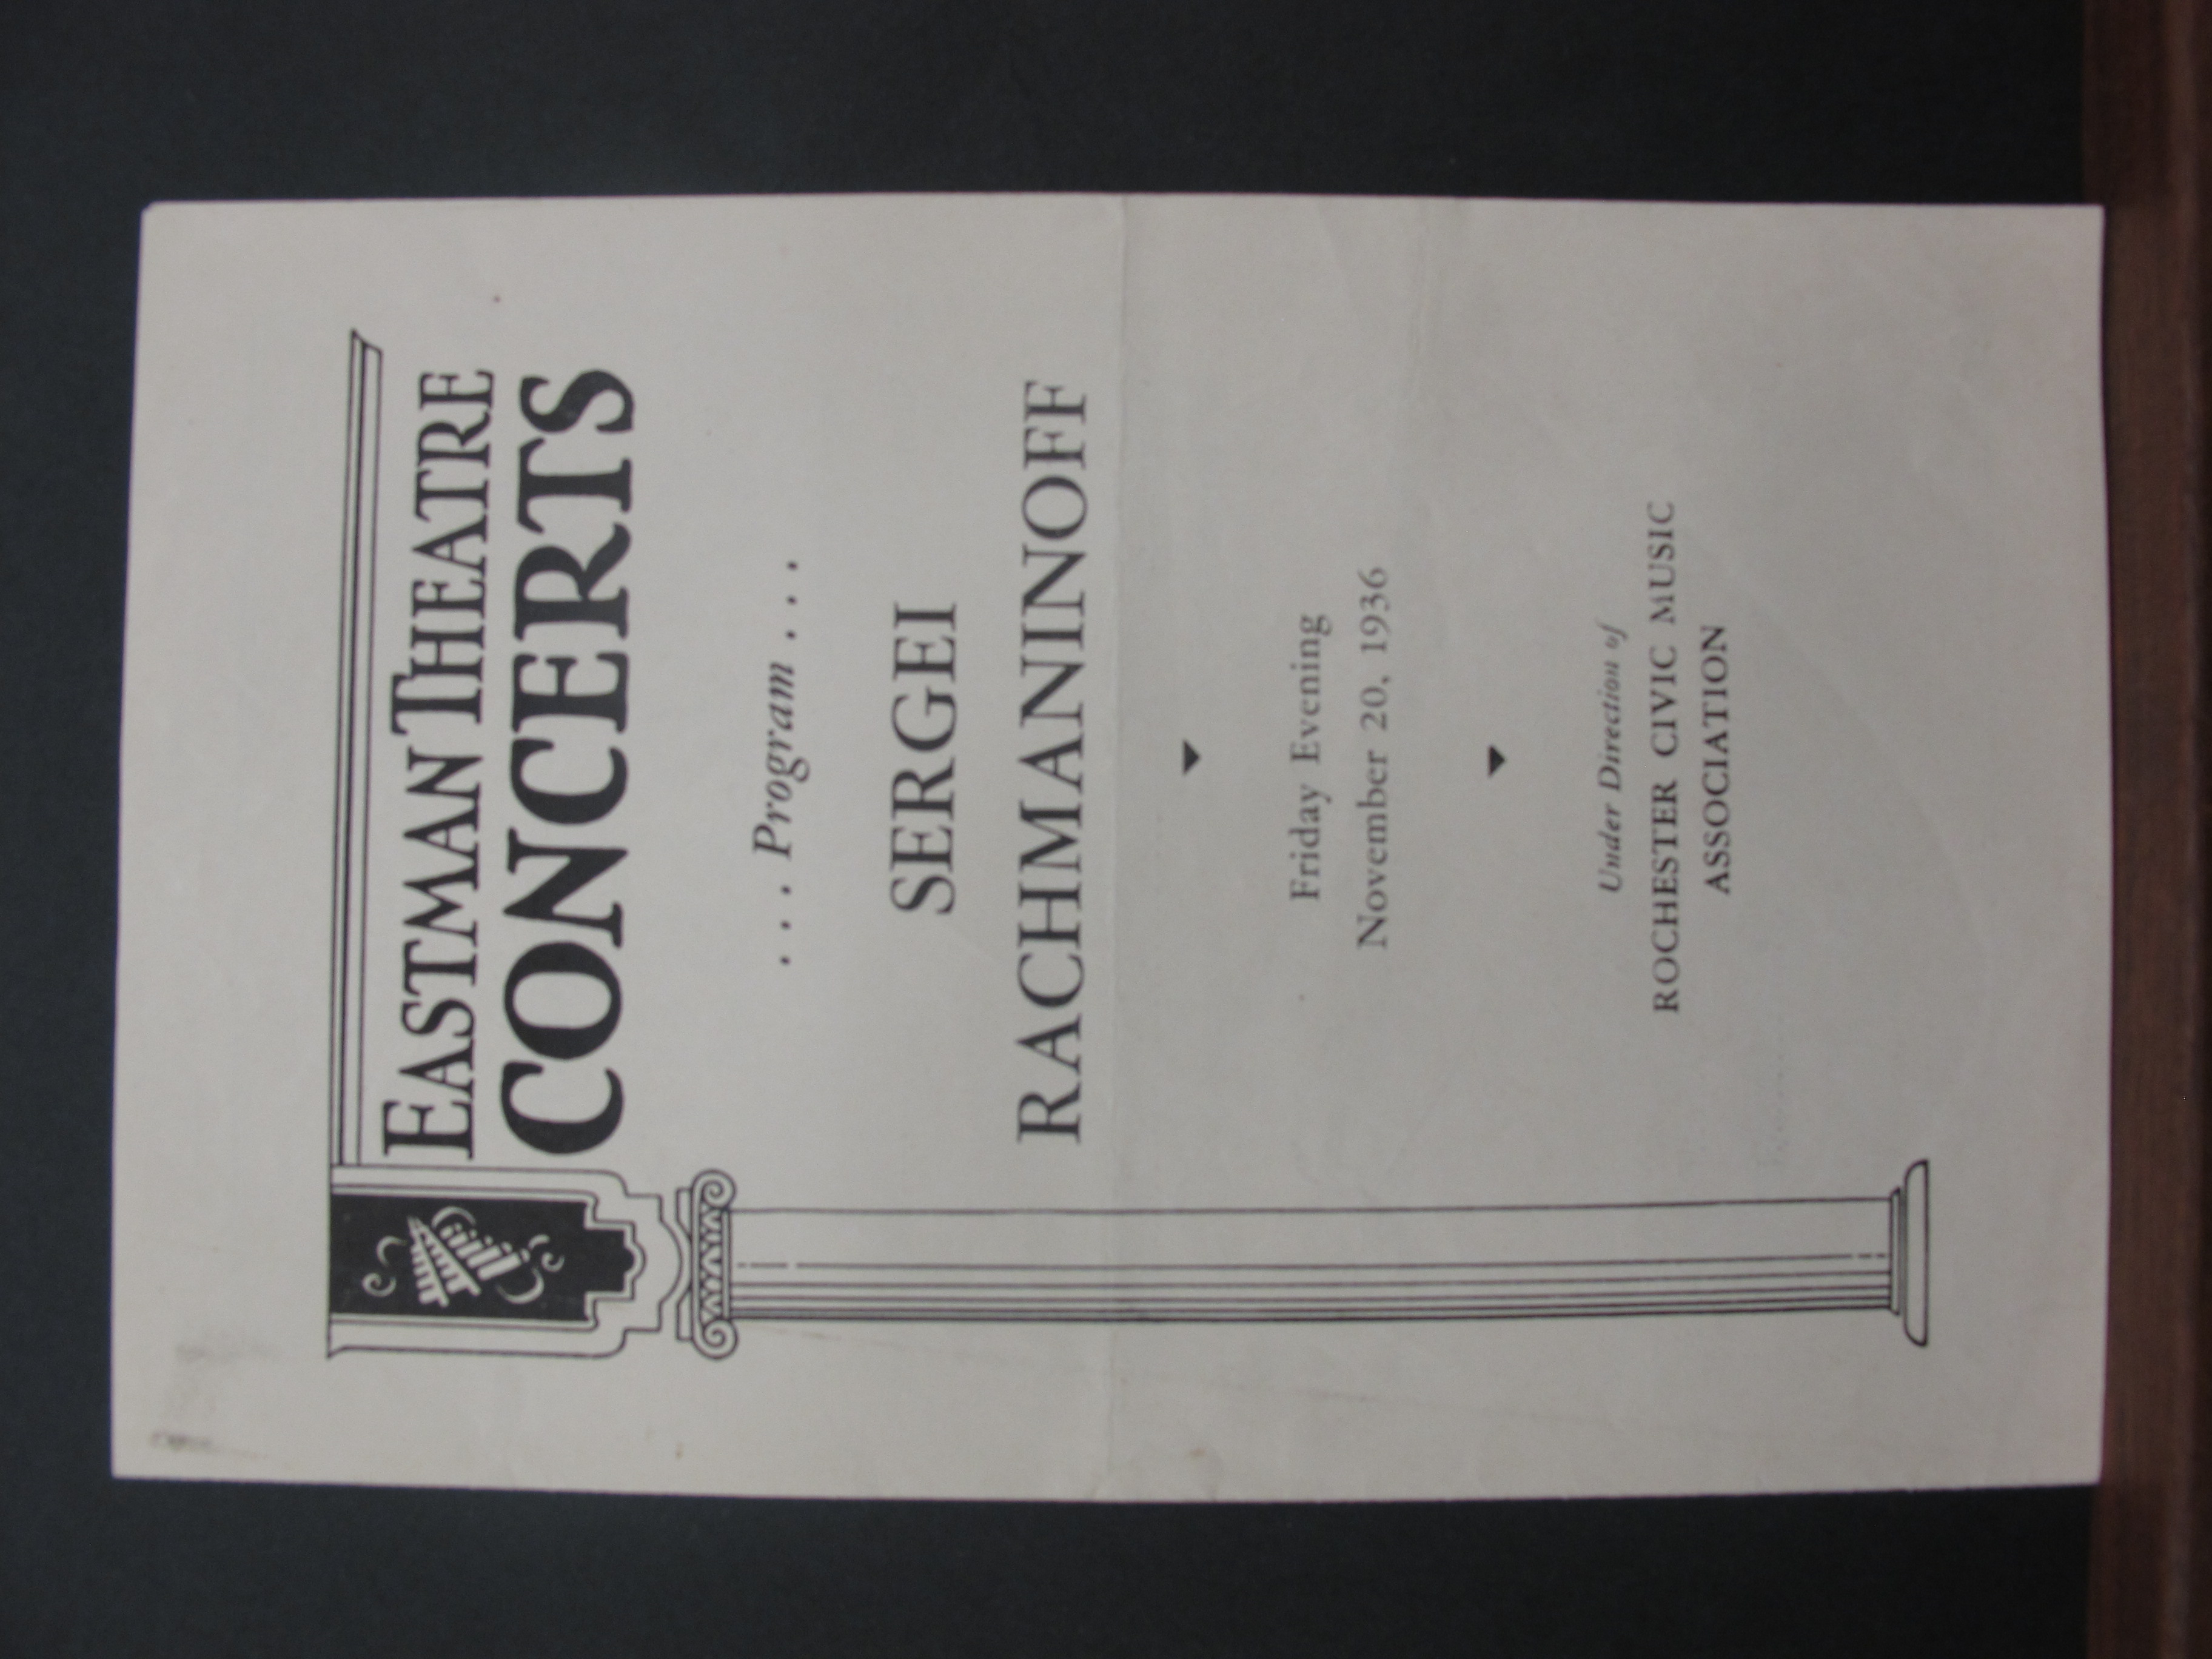 EASTMAN THEATRE
CONCERTS
. . . Program . . .
SERGEI
RACHMANINOFF
Friday Evening
November 20, 1936
Under Direction of
ROCHESTER CIVIC MUSIC
ASSOCIATION